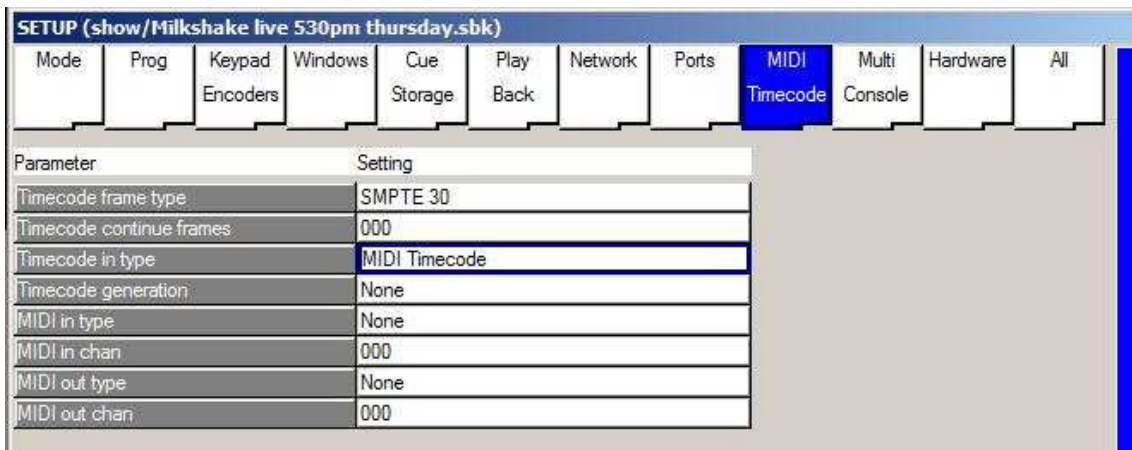 SETUP (show/Milkshake live 530pm thursday.sbk)
Mode Prog Keypad Windows Cue Play Network Ports MIDI Multi Hardware All
Encoders Storage Back Timecode Console
Parameter Setting
Timecode frame type SMPTE 30
Timecode continue frames 000
Timecode in type MIDI Timecode
Timecode generation None
MIDI in type None
MIDI in chan 000
MIDI out type None
MIDI out chan 000